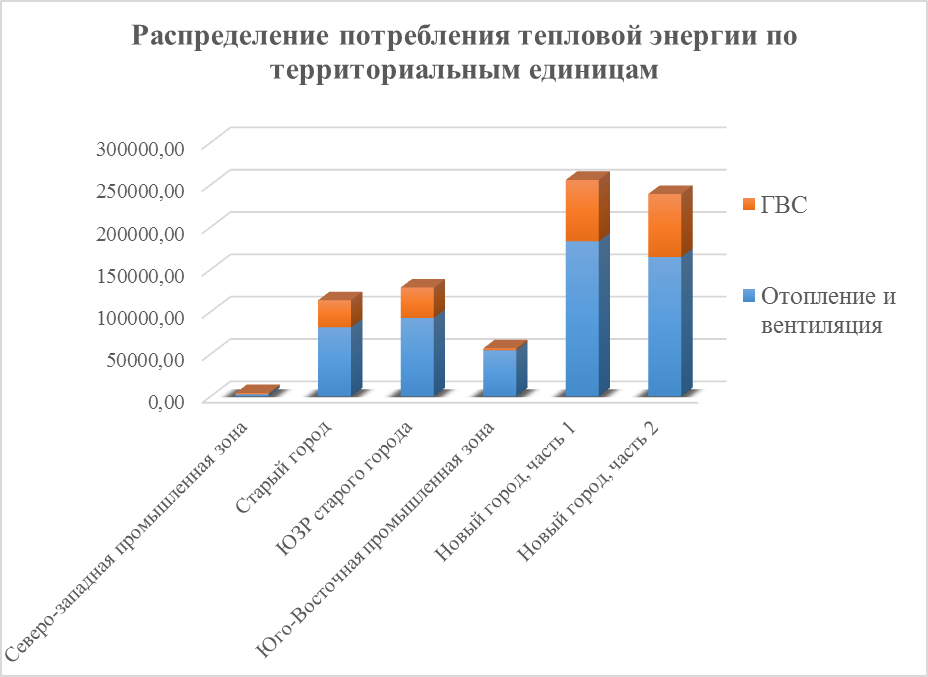 Распределение потребления тепловой энергии по
территориальным единицам
300000,00
250000,00
200000,00
150000,00
100000,00
50000,00
0,00
Северо-западная промышленная зона
Старый город
ЮЗР старого города
Юго-Восточная промышленная зона
Новый город, часть 1
Новый город, часть 2
ГВС
Отопление и
вентиляция